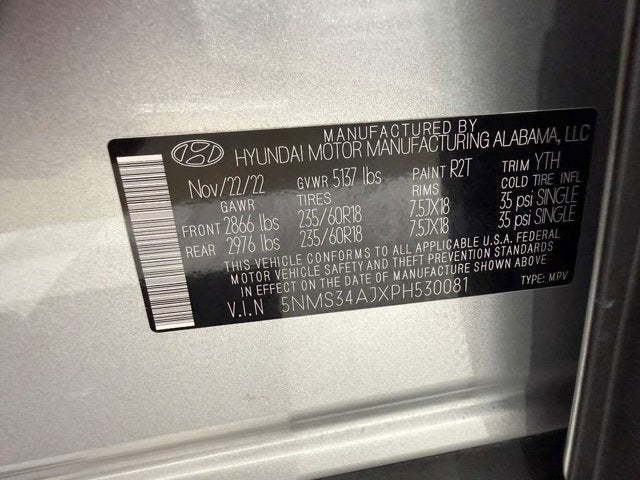 MANUFACTURED BY
HYUNDAI MOTOR MANUFACTURING ALABAMA, LLC
Nov/22/22 GVWR 5137 lbs PAINT R2T TRIM YTH
GAWR TIRES RIMS COLD TIRE INFL
FRONT 2866 lbs 235/60R18 7.5JX18 35 psi SINGLE
REAR 2976 lbs 235/60R18 7.5JX18 35 psi SINGLE
THIS VEHICLE CONFORMS TO ALL APPLICABLE U.S.A. FEDERAL
MOTOR VEHICLE SAFETY AND THEFT PREVENTION STANDARDS
IN EFFECT ON THE DATE OF MANUFACTURE SHOWN ABOVE
V.I.N 5NMS34AJXPH530081 TYPE: MPV